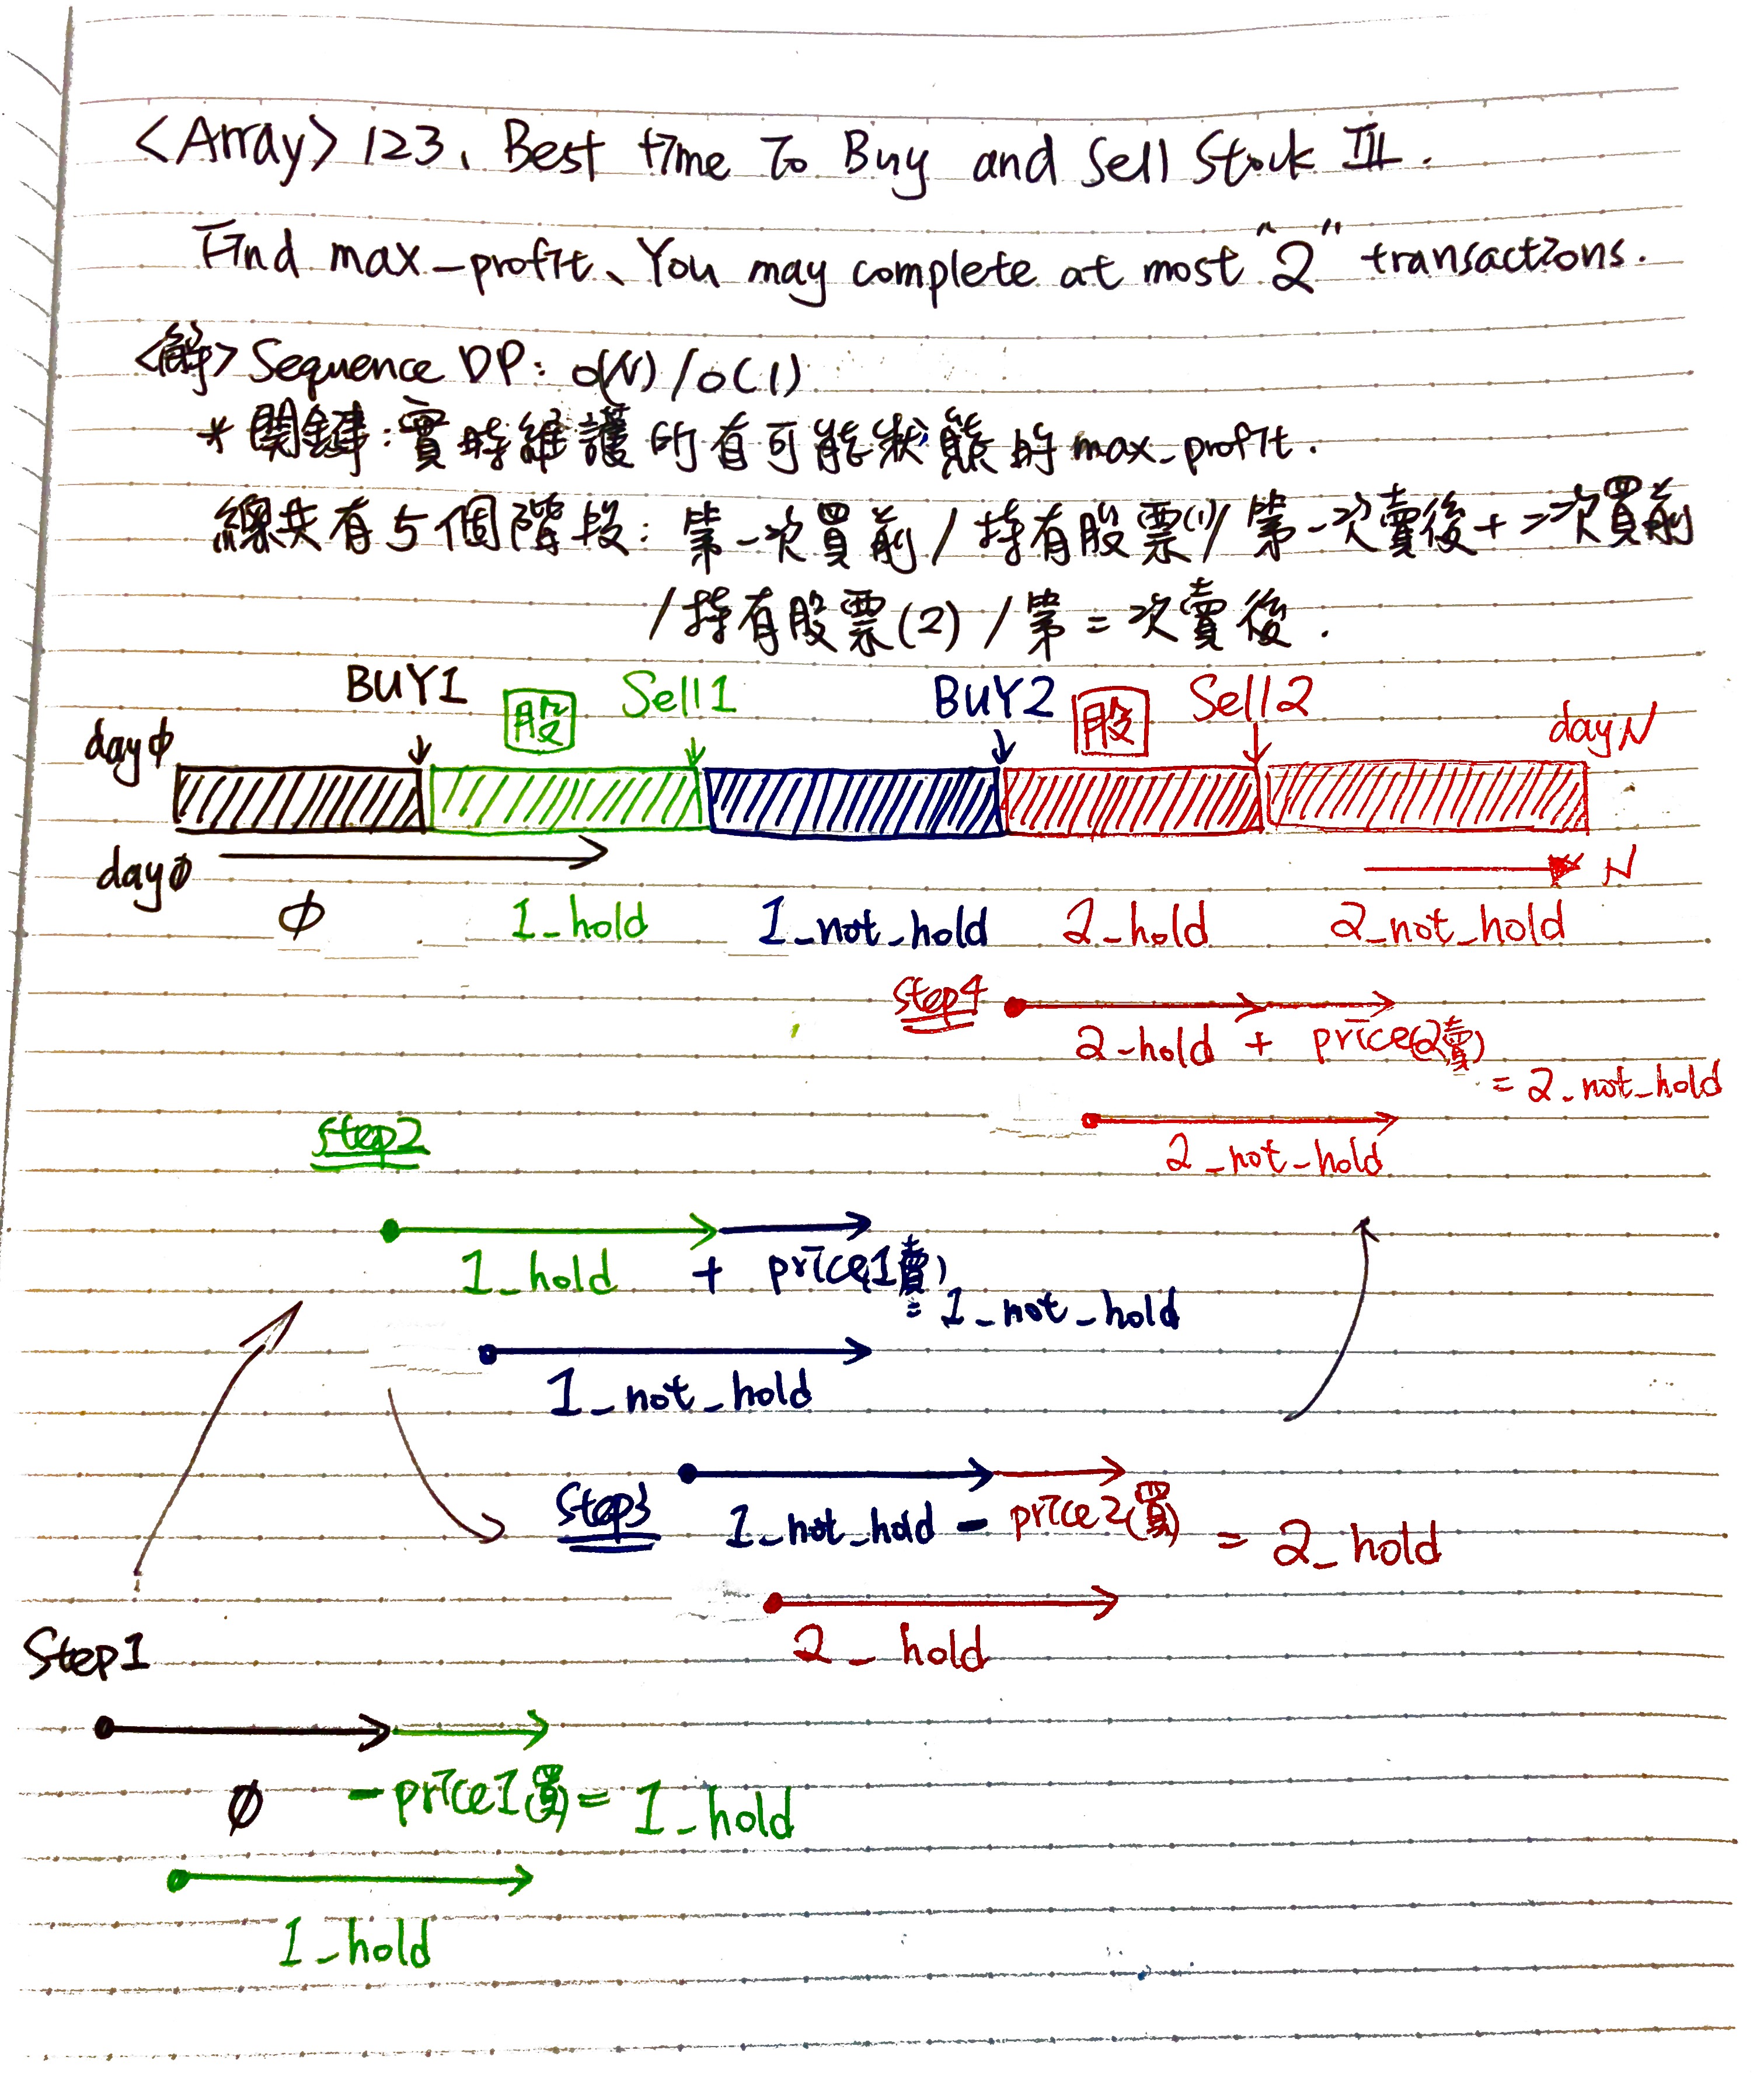 <Array> 123、Best time To Buy and Sell Stock III.
Find max_profit、You may complete at most "2" transactions.
<解> Sequence DP: O(N) / O(1)
* 關鍵:實時維護所有可能狀態的 max_profit.
總共有5個階段: 第一次買前 / 持有股票(1) / 第一次賣後+二次買前
/ 持有股票(2) / 第二次賣後.
BUY1 股 Sell1 BUY2 股 Sell2
dayϕ dayN
dayϕ N
ϕ 1_hold 1_not_hold 2_hold 2_not_hold
Step4
2-hold + price(2賣)
= 2_not_hold
Step2
2_not_hold
1_hold + price(1賣)
= 1_not_hold
1_not_hold
Step3 1_not_hold - price2(買) = 2_hold
2_hold
Step1
ϕ - price1(買) = 1_hold
1_hold